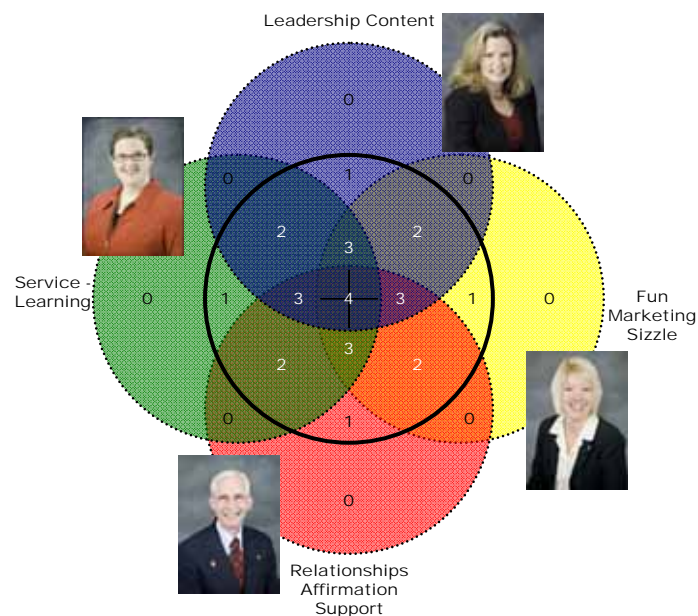 Leadership Content
0
0
1
0
2
2
3
Service -
Learning
0
1
3
4
3
1
0
Fun
Marketing
Sizzle
3
2
2
0
1
0
0
Relationships
Affirmation
Support